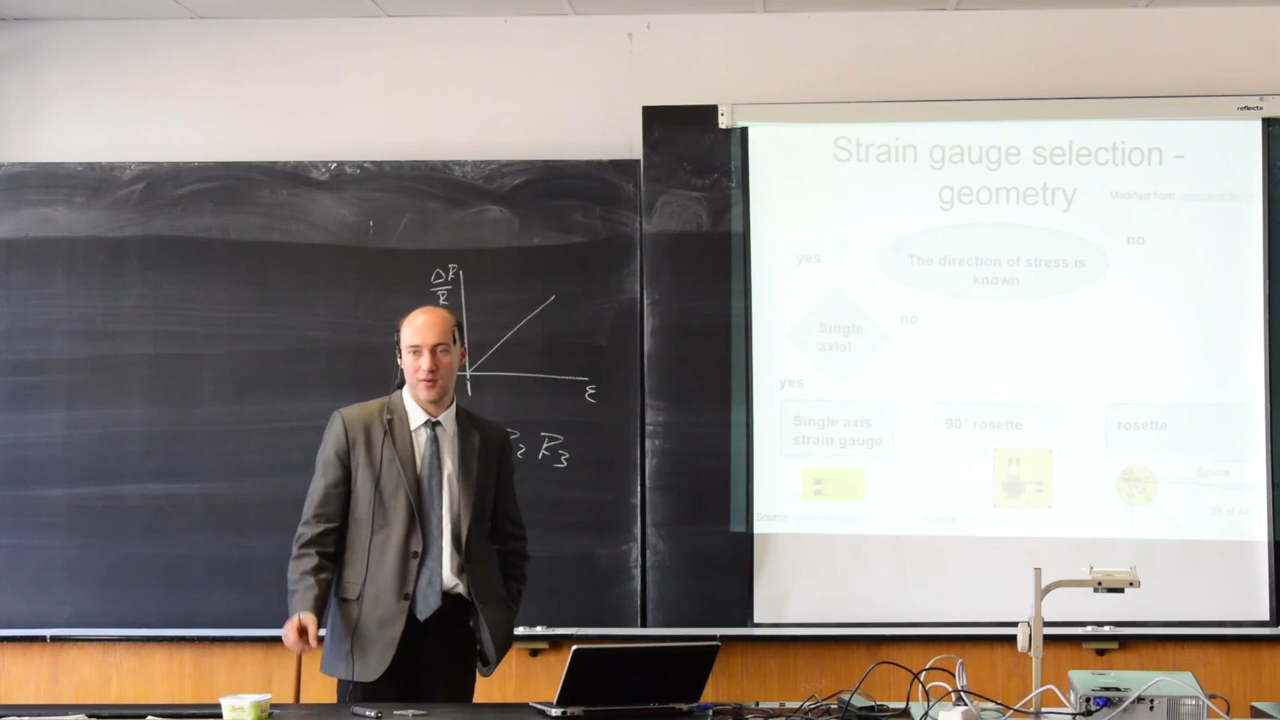 ΔR
R
ε
R3
reflecta
Strain gauge selection -
geometry
Modified from
no
yes
The direction of stress is
known
no
Single
axial
yes
Single axis
strain gauge
90° rosette
rosette
Source
Source